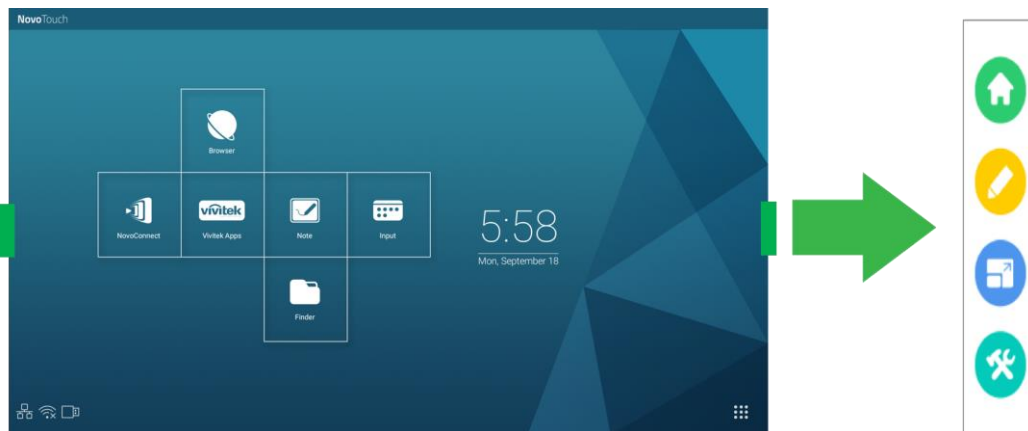 NovoTouch
Browser
NovoConnect
vivitek
Vivitek Apps
Note
Input
5:58
Mon, September 18
Finder